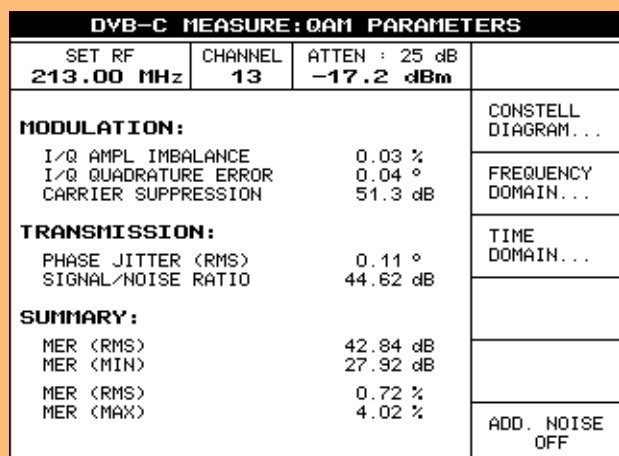 DVB-C MEASURE:QAM PARAMETERS
SET RF
213.00 MHz
CHANNEL
13
ATTEN : 25 dB
-17.2 dBm
MODULATION:
I/Q AMPL IMBALANCE 0.03 %
I/Q QUADRATURE ERROR 0.04 °
CARRIER SUPPRESSION 51.3 dB
TRANSMISSION:
PHASE JITTER (RMS) 0.11 °
SIGNAL/NOISE RATIO 44.62 dB
SUMMARY:
MER (RMS) 42.84 dB
MER (MIN) 27.92 dB
MER (RMS) 0.72 %
MER (MAX) 4.02 %
CONSTELL
DIAGRAM...
FREQUENCY
DOMAIN...
TIME
DOMAIN...
ADD. NOISE
OFF